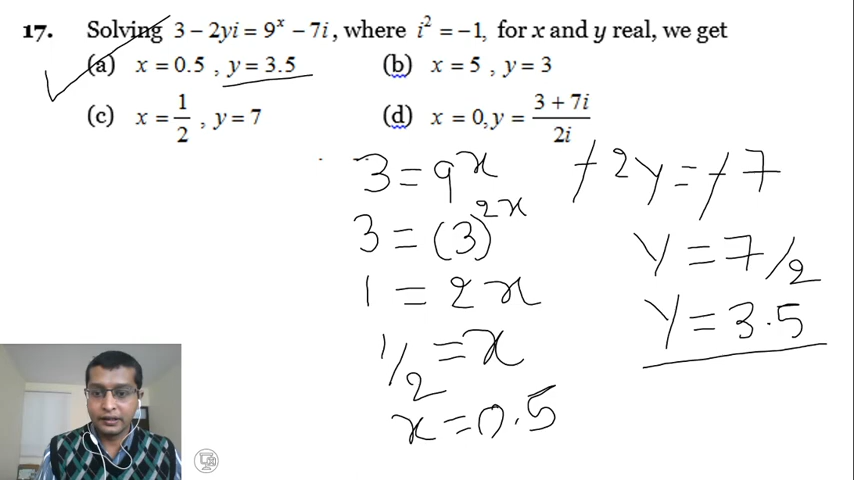 17. Solving 3 − 2yi = 9ˣ − 7i, where i² = −1, for x and y real, we get
(a) x = 0.5 , y = 3.5 (b) x = 5 , y = 3
(c) x = 1/2 , y = 7 (d) x = 0, y = (3 + 7i)/2i
3 = 9ˣ
3 = (3)²ˣ
1 = 2x
1/2 = x
x = 0.5
-2y = -7
y = 7/2
y = 3.5